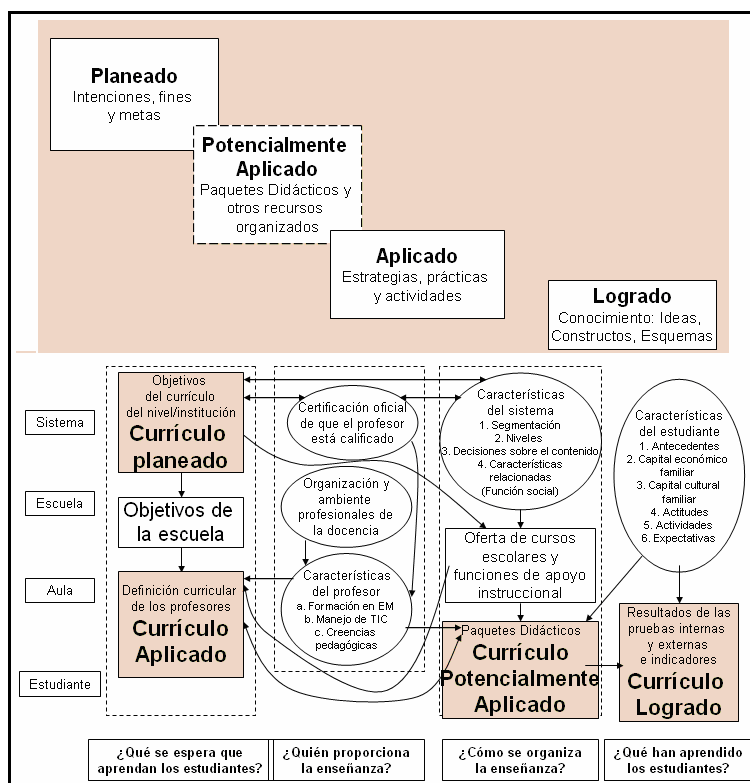 Planeado
Intenciones, fines
y metas
Potencialmente
Aplicado
Paquetes Didácticos y
otros recursos
organizados
Aplicado
Estrategias, prácticas
y actividades
Logrado
Conocimiento: Ideas,
Constructos, Esquemas
Sistema
Escuela
Aula
Estudiante
Objetivos
del currículo
del nivel/institución
Currículo
planeado
Objetivos de
la escuela
Definición curricular
de los profesores
Currículo
Aplicado
Certificación oficial
de que el profesor
está calificado
Organización y
ambiente
profesionales de
la docencia
Características
del profesor
a. Formación en EM
b. Manejo de TIC
c. Creencias
pedagógicas
Características
del sistema
1. Segmentación
2. Niveles
3. Decisiones sobre el contenido
4. Características
relacionadas
(Función social)
Oferta de cursos
escolares y
funciones de apoyo
instruccional
Paquetes Didácticos
Currículo
Potencialmente
Aplicado
Características
del estudiante
1. Antecedentes
2. Capital económico
familiar
3. Capital cultural
familiar
4. Actitudes
5. Actividades
6. Expectativas
Resultados de las
pruebas internas
y externas
e indicadores
Currículo
Logrado
¿Qué se espera que
aprendan los estudiantes?
¿Quién proporciona
la enseñanza?
¿Cómo se organiza
la enseñanza?
¿Qué han aprendido
los estudiantes?